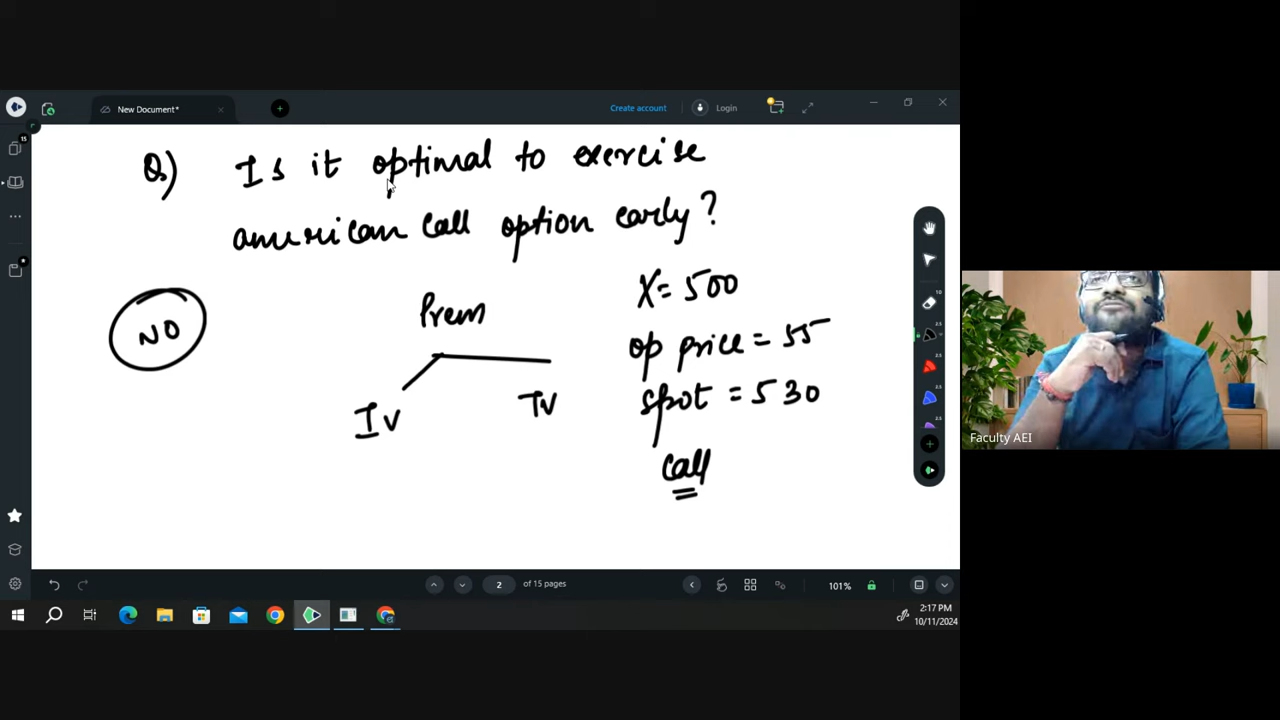 New Document*
Create account
Login
Q) Is it optimal to exercise
american call option early?
NO
Prem
IV
TV
X = 500
op price = 55
spot = 530
Call
Faculty AEI
2
of 15 pages
101%
2:17 PM
10/11/2024